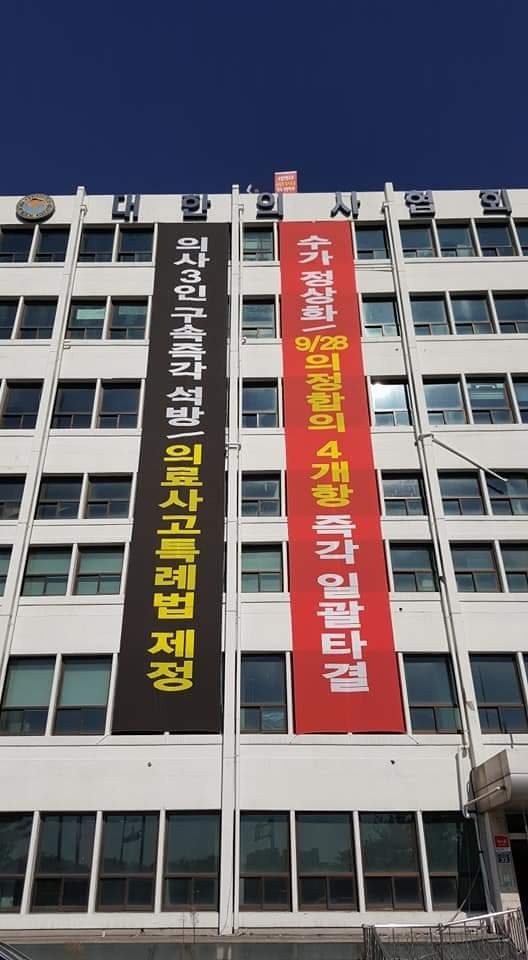 대한의사협회
의사3인 구속 즉각 석방/ 의료사고특례법 제정
수가 정상화/ 9/28 의정합의 4개항 즉각 일괄타결